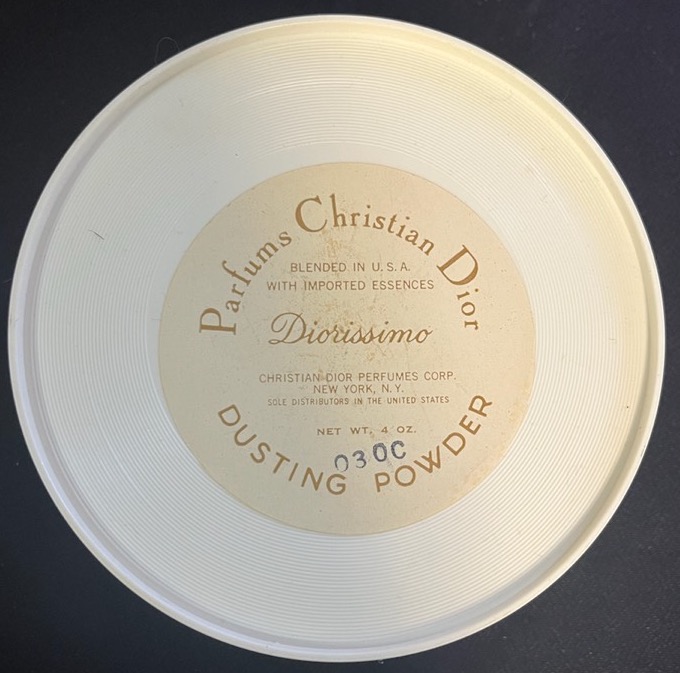 Parfums Christian Dior
BLENDED IN U.S.A.
WITH IMPORTED ESSENCES
Diorissimo
CHRISTIAN DIOR PERFUMES CORP.
NEW YORK, N.Y.
SOLE DISTRIBUTORS IN THE UNITED STATES
NET WT. 4 OZ.
030C
DUSTING POWDER